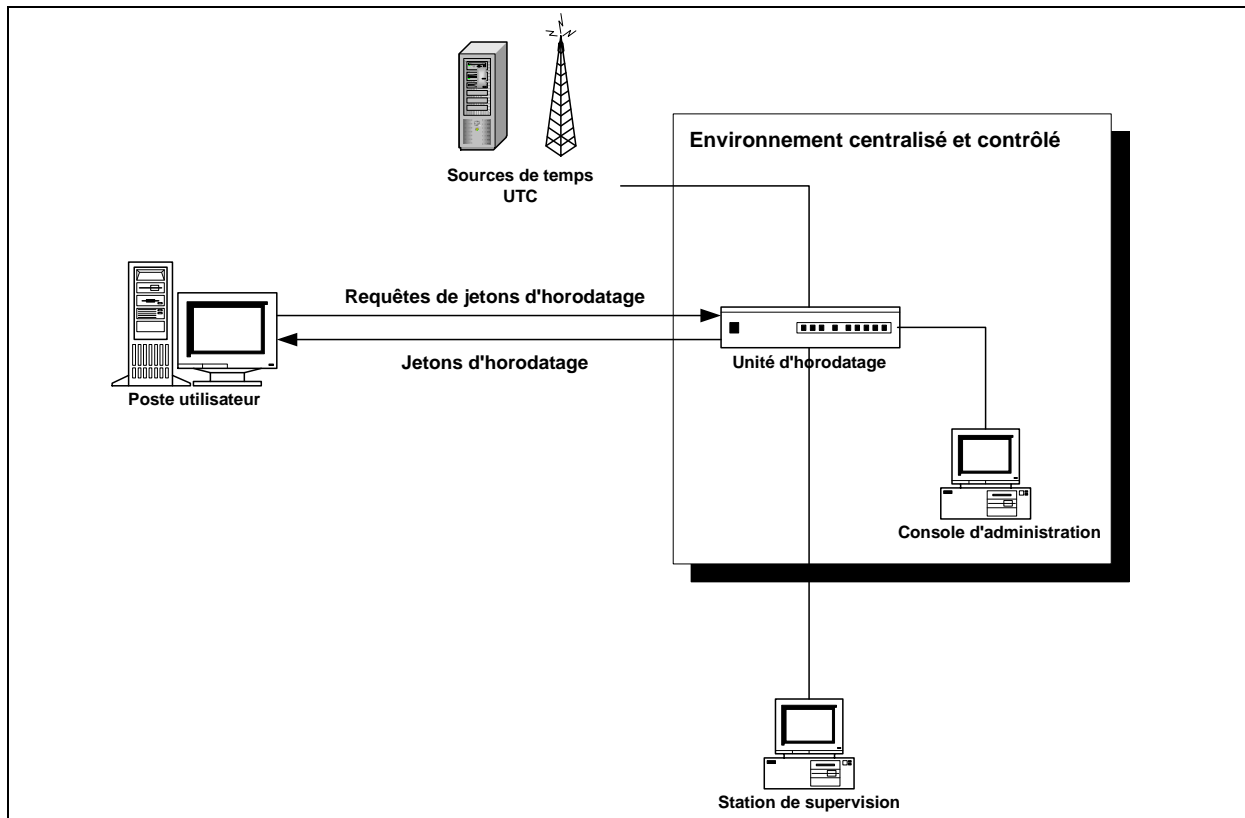 Environnement centralisé et contrôlé
Sources de temps
UTC
Requêtes de jetons d'horodatage
Jetons d'horodatage
Unité d'horodatage
Poste utilisateur
Console d'administration
Station de supervision